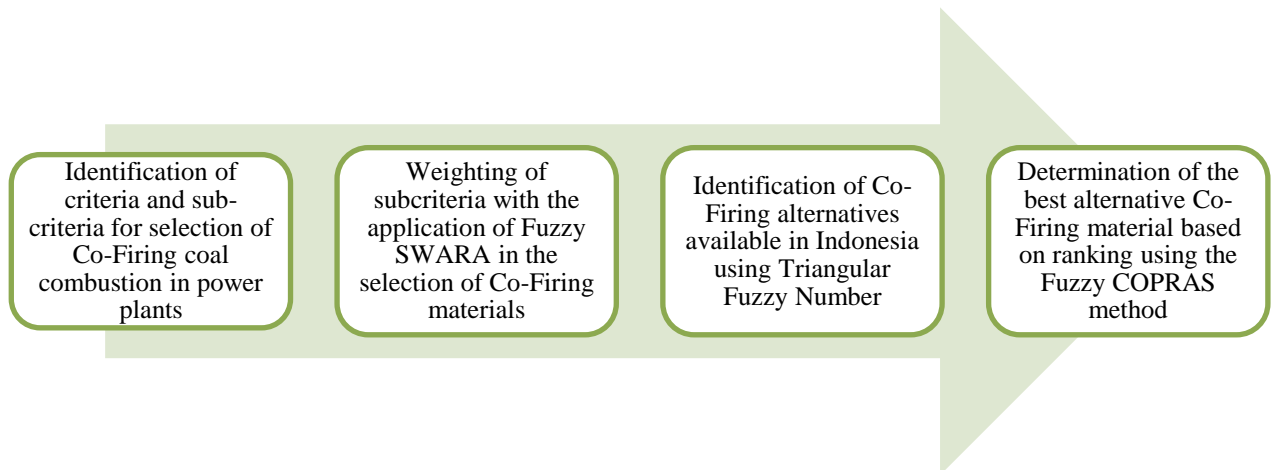 Identification of
criteria and sub-
criteria for selection of
Co-Firing coal
combustion in power
plants
Weighting of
subcriteria with the
application of Fuzzy
SWARA in the
selection of Co-Firing
materials
Identification of Co-
Firing alternatives
available in Indonesia
using Triangular
Fuzzy Number
Determination of the
best alternative Co-
Firing material based
on ranking using the
Fuzzy COPRAS
method